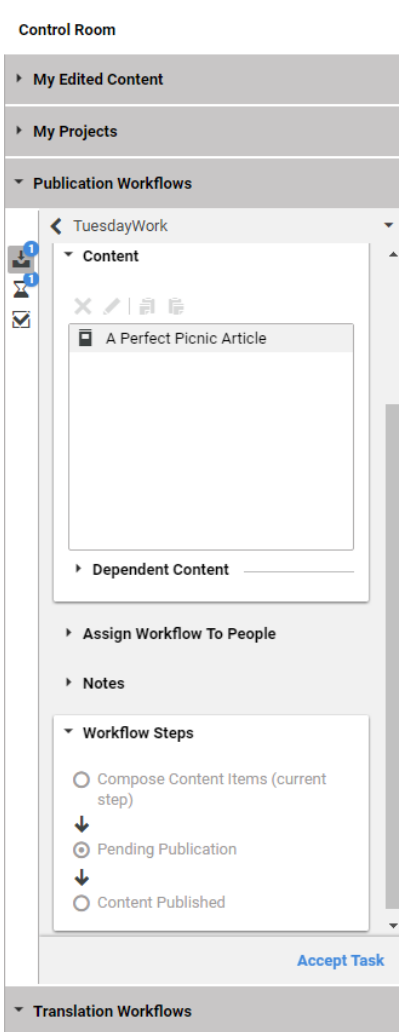 Control Room
My Edited Content
My Projects
Publication Workflows
TuesdayWork
1
1
Content
A Perfect Picnic Article
Dependent Content
Assign Workflow To People
Notes
Workflow Steps
Compose Content Items (current
step)
Pending Publication
Content Published
Accept Task
Translation Workflows